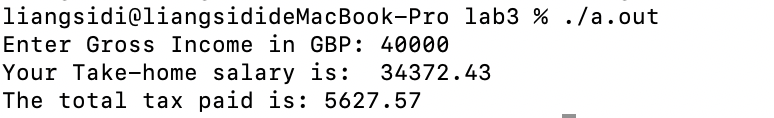 liangsidi@liangsidideMacBook-Pro lab3 % ./a.out
Enter Gross Income in GBP: 40000
Your Take-home salary is:  34372.43
The total tax paid is: 5627.57